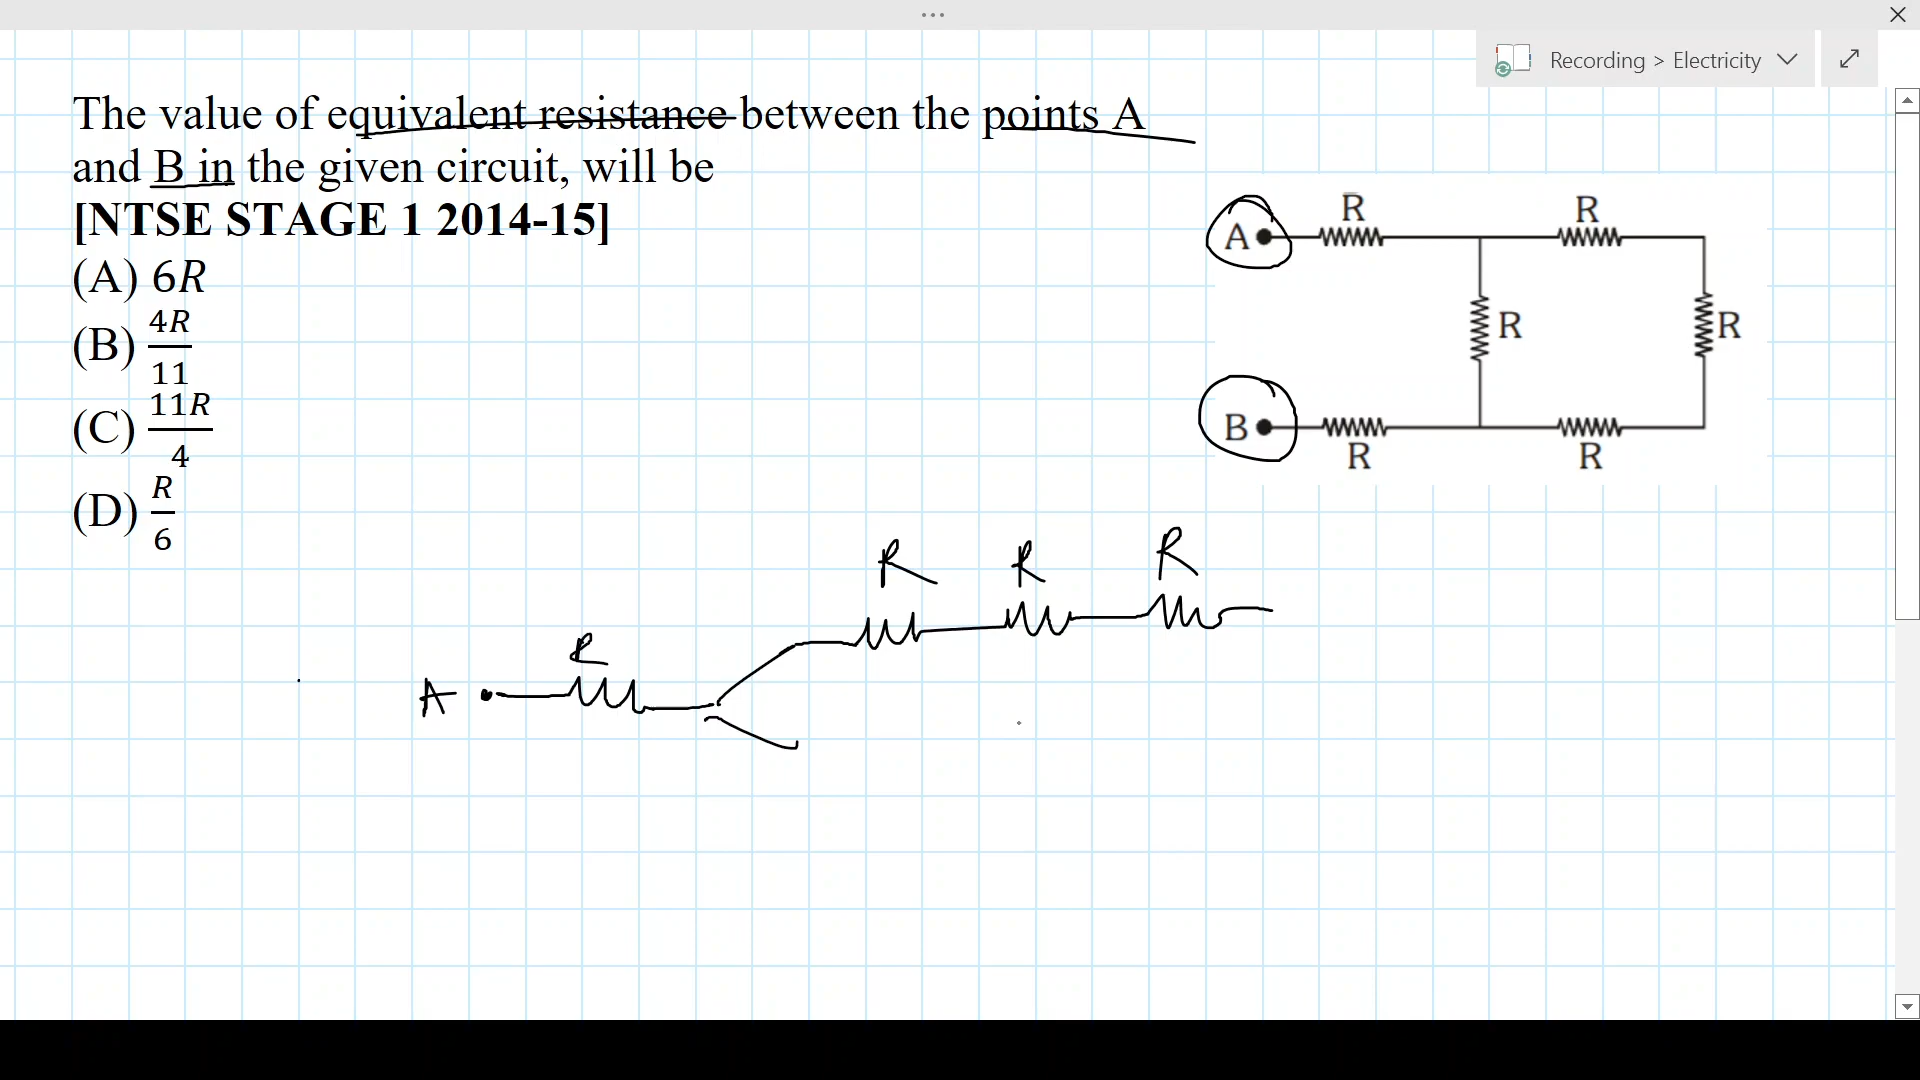 Recording > Electricity
The value of equivalent resistance between the points A
and B in the given circuit, will be
[NTSE STAGE 1 2014-15]
(A) 6R
(B) 4R/11
(C) 11R/4
(D) R/6
A R R
R R
B R R
R R R
R
A